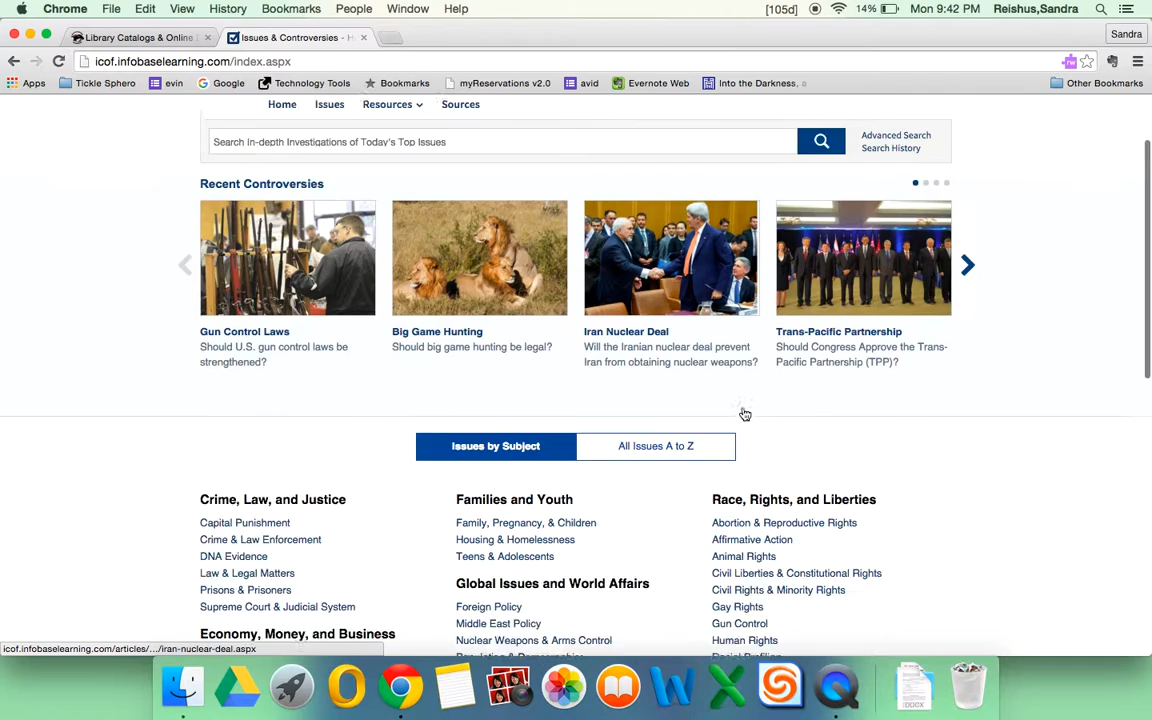 Chrome File Edit View History Bookmarks People Window Help [105d] 14% Mon 9:42 PM Reishus,Sandra
Library Catalogs & Online Issues & Controversies - H Sandra
icof.infobaselearning.com/index.aspx
Apps Tickle Sphero evin Google Technology Tools Bookmarks myReservations v2.0 avid Evernote Web Into the Darkness, Other Bookmarks
Home Issues Resources Sources
Search In-depth Investigations of Today's Top Issues
Advanced Search
Search History
Recent Controversies
Gun Control Laws
Should U.S. gun control laws be
strengthened?
Big Game Hunting
Should big game hunting be legal?
Iran Nuclear Deal
Will the Iranian nuclear deal prevent
Iran from obtaining nuclear weapons?
Trans-Pacific Partnership
Should Congress Approve the Trans-
Pacific Partnership (TPP)?
Issues by Subject All Issues A to Z
Crime, Law, and Justice
Capital Punishment
Crime & Law Enforcement
DNA Evidence
Law & Legal Matters
Prisons & Prisoners
Supreme Court & Judicial System
Economy, Money, and Business
Families and Youth
Family, Pregnancy, & Children
Housing & Homelessness
Teens & Adolescents
Global Issues and World Affairs
Foreign Policy
Middle East Policy
Nuclear Weapons & Arms Control
Race, Rights, and Liberties
Abortion & Reproductive Rights
Affirmative Action
Animal Rights
Civil Liberties & Constitutional Rights
Civil Rights & Minority Rights
Gay Rights
Gun Control
Human Rights
icof.infobaselearning.com/articles/.../iran-nuclear-deal.aspx
DOCX